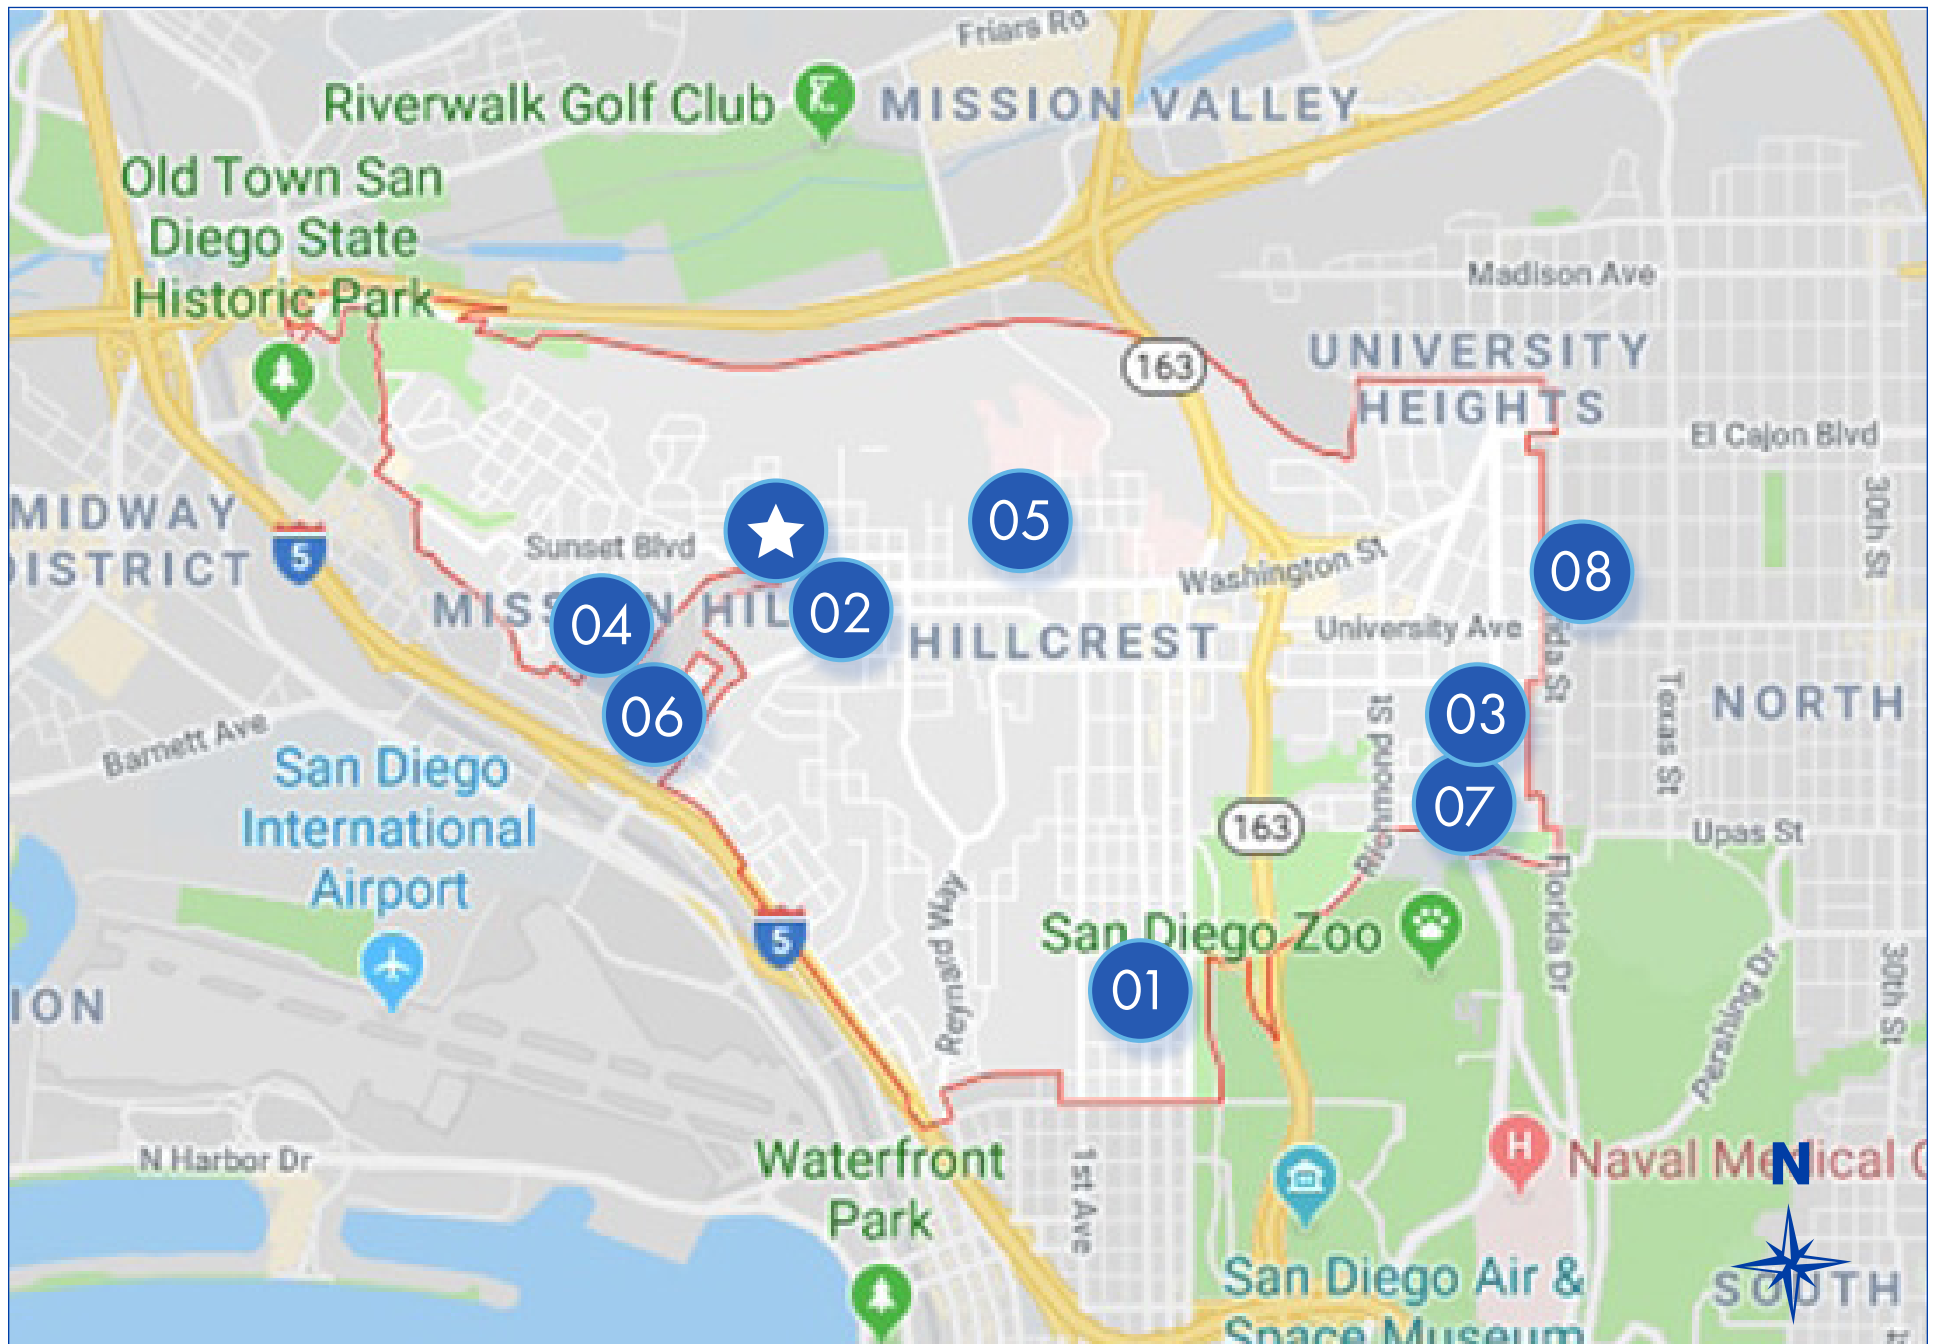 Friars Rd
Riverwalk Golf Club
MISSION VALLEY
Old Town San
Diego State
Historic Park
Madison Ave
UNIVERSITY
HEIGHTS
163
El Cajon Blvd
30th St
MIDWAY
DISTRICT
5
Sunset Blvd
05
Washington St
08
04
02
HILLCREST
University Ave
06
03
Texas St
NORTH
Barnett Ave
San Diego
International
Airport
Richmond St
07
163
Upas St
Reynard Way
San Diego Zoo
Florida Dr
5
01
Pershing Dr
30th St
ION
N Harbor Dr
Waterfront
Park
1st Ave
H
Naval Medical C
N
San Diego Air &
Space Museum
SOUTH